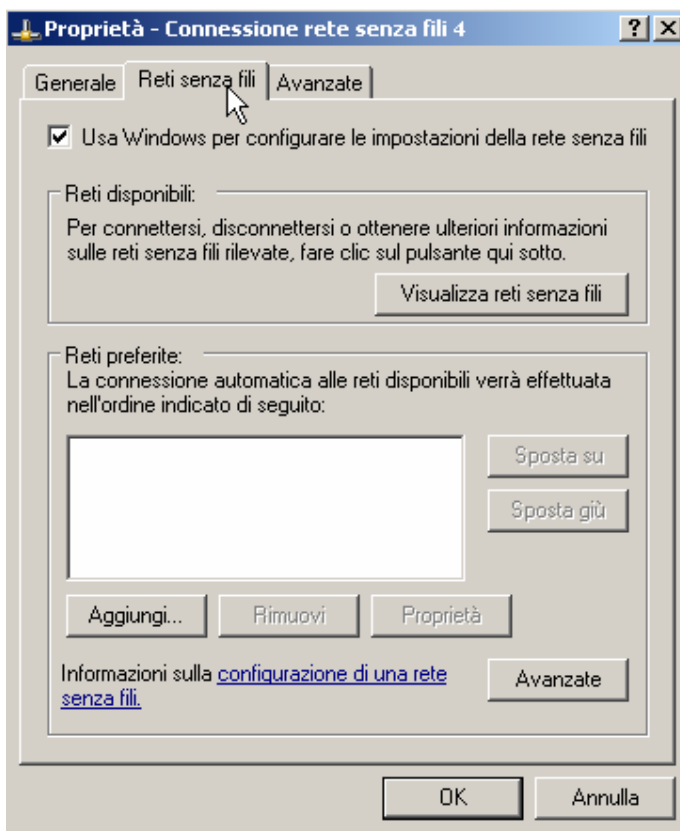 Proprietà - Connessione rete senza fili 4
Generale
Reti senza fili
Avanzate
Usa Windows per configurare le impostazioni della rete senza fili
Reti disponibili:
Per connettersi, disconnettersi o ottenere ulteriori informazioni
sulle reti senza fili rilevate, fare clic sul pulsante qui sotto.
Visualizza reti senza fili
Reti preferite:
La connessione automatica alle reti disponibili verrà effettuata
nell'ordine indicato di seguito:
Sposta su
Sposta giù
Aggiungi...
Rimuovi
Proprietà
Informazioni sulla configurazione di una rete
senza fili.
Avanzate
OK
Annulla